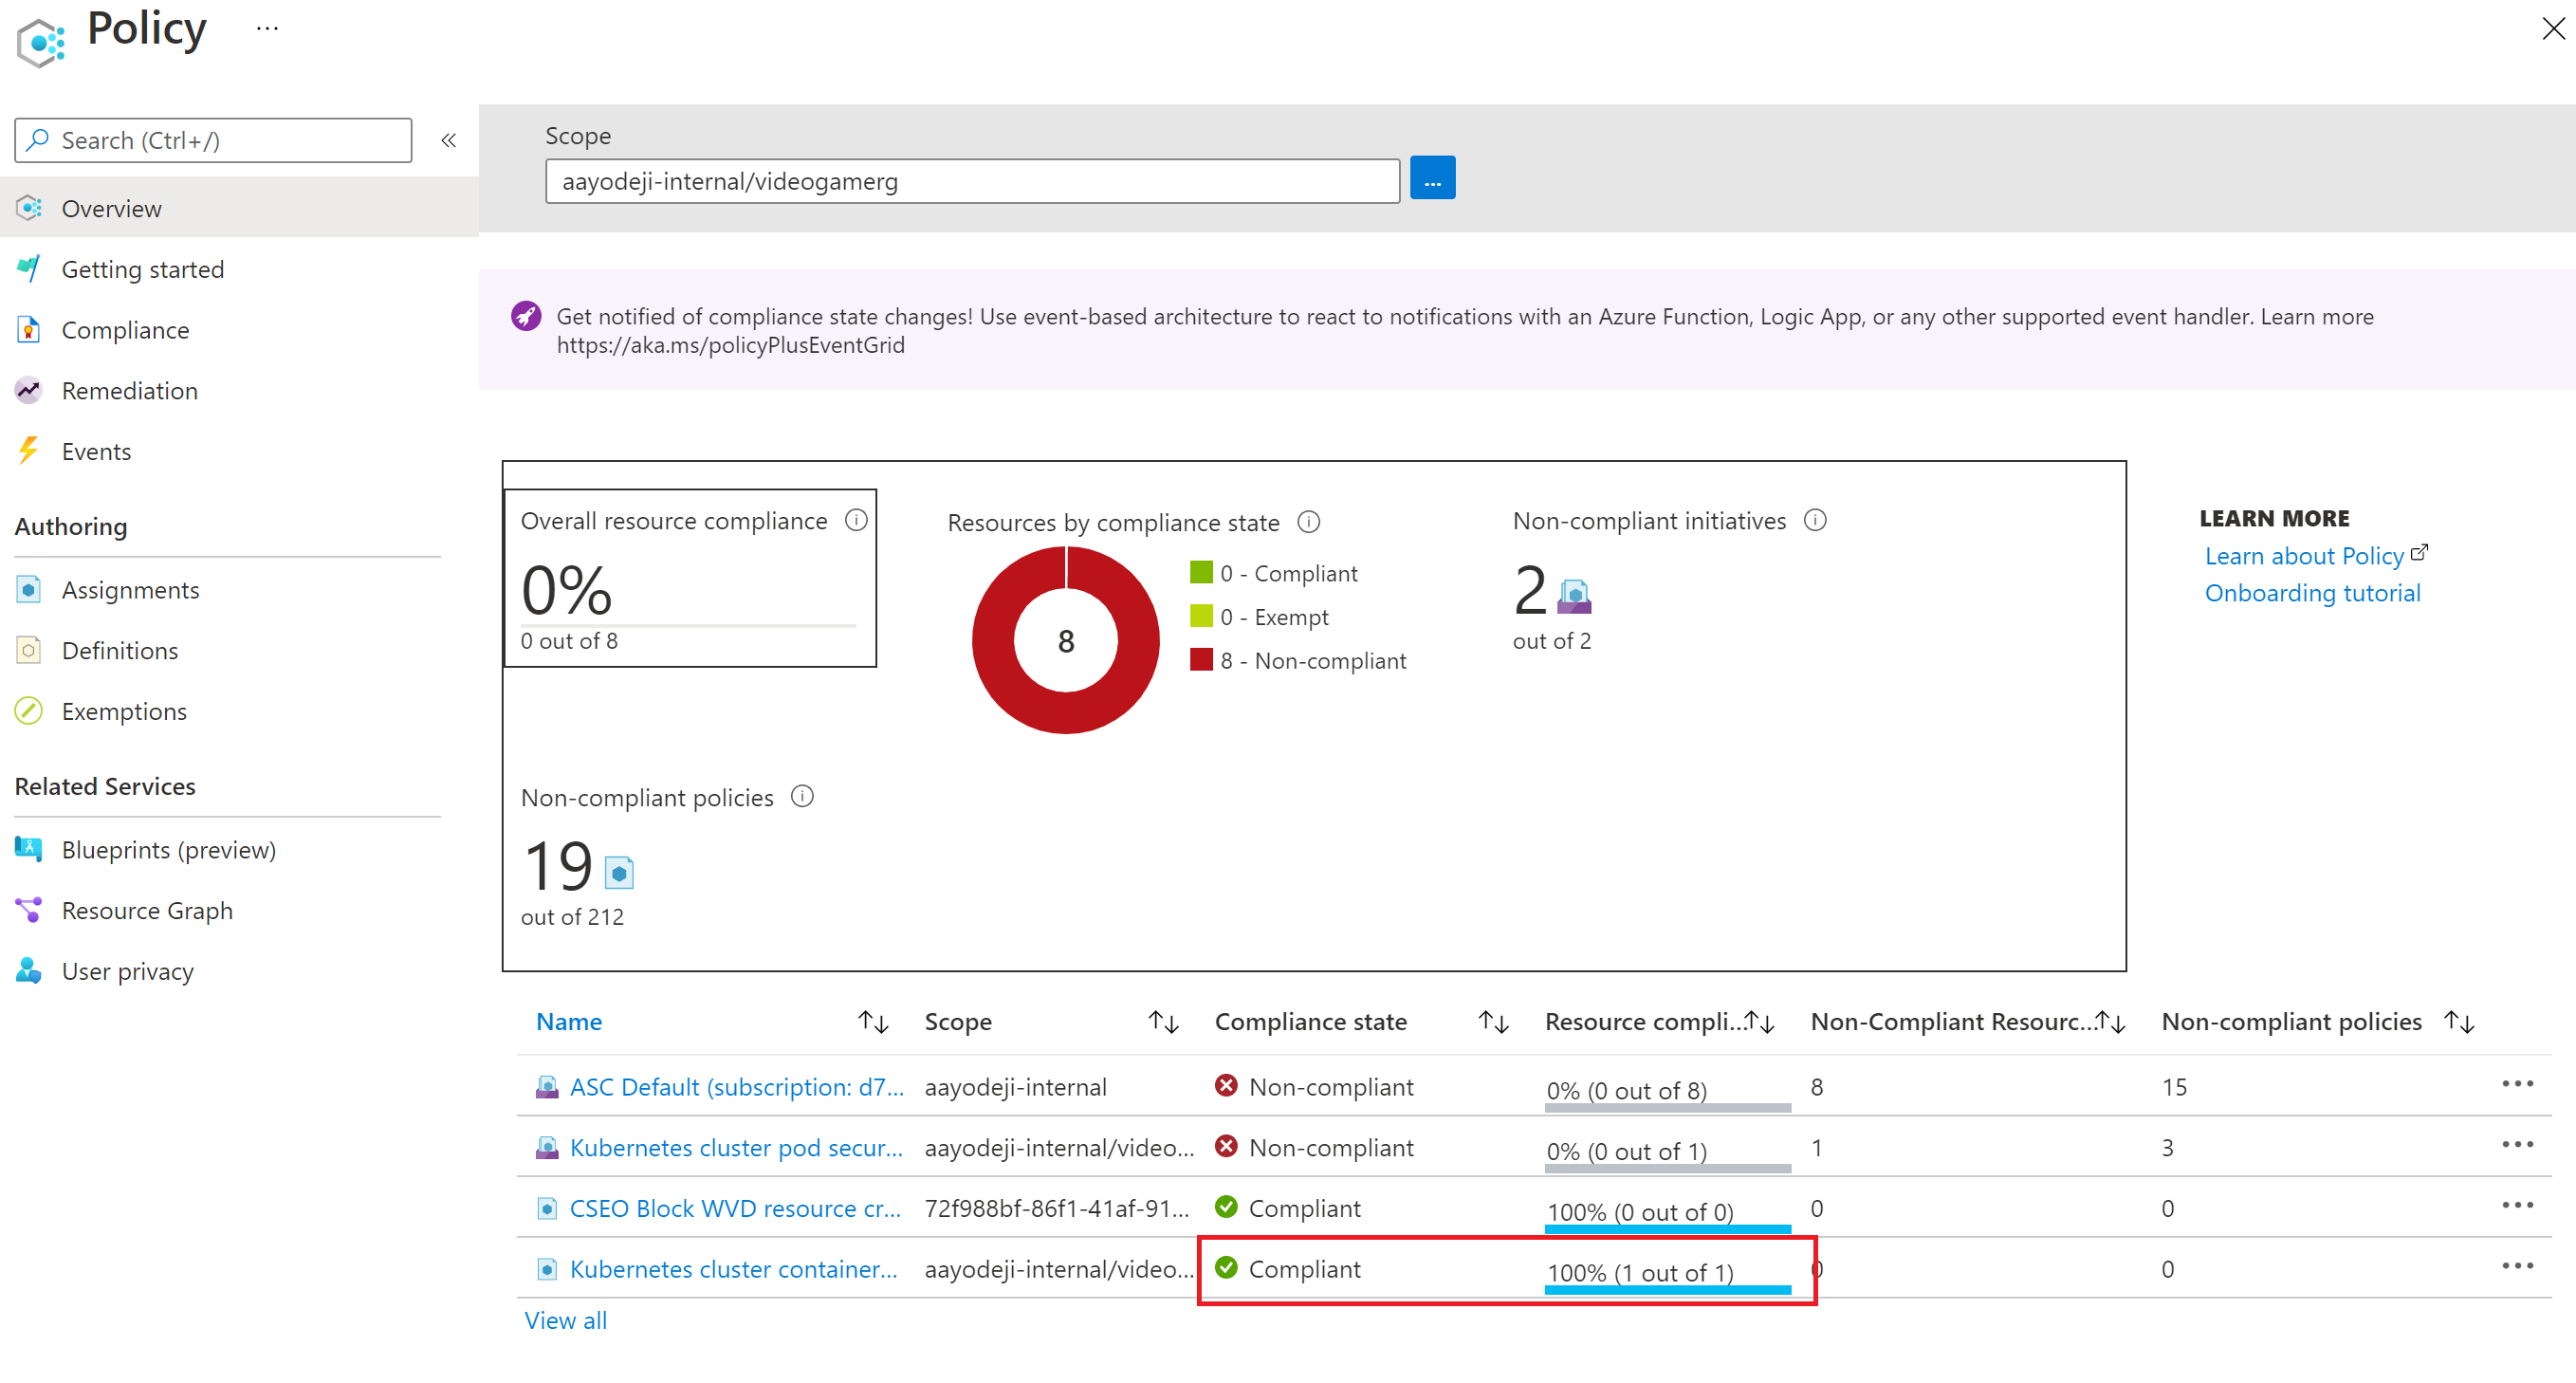 Policy ...
Search (Ctrl+/)
«
Overview
Getting started
Compliance
Remediation
Events
Authoring
Assignments
Definitions
Exemptions
Related Services
Blueprints (preview)
Resource Graph
User privacy
Scope
aayodeji-internal/videogamerg
...
Get notified of compliance state changes! Use event-based architecture to react to notifications with an Azure Function, Logic App, or any other supported event handler. Learn more
https://aka.ms/policyPlusEventGrid
Overall resource compliance
0%
0 out of 8
Resources by compliance state
8
0 - Compliant
0 - Exempt
8 - Non-compliant
Non-compliant initiatives
2
out of 2
Non-compliant policies
19
out of 212
LEARN MORE
Learn about Policy
Onboarding tutorial
Name Scope Compliance state Resource compli... Non-Compliant Resourc... Non-compliant policies
ASC Default (subscription: d7... aayodeji-internal Non-compliant 0% (0 out of 8) 8 15 ...
Kubernetes cluster pod secur... aayodeji-internal/video... Non-compliant 0% (0 out of 1) 1 3 ...
CSEO Block WVD resource cr... 72f988bf-86f1-41af-91... Compliant 100% (0 out of 0) 0 0 ...
Kubernetes cluster container... aayodeji-internal/video... Compliant 100% (1 out of 1) 0 0 ...
View all